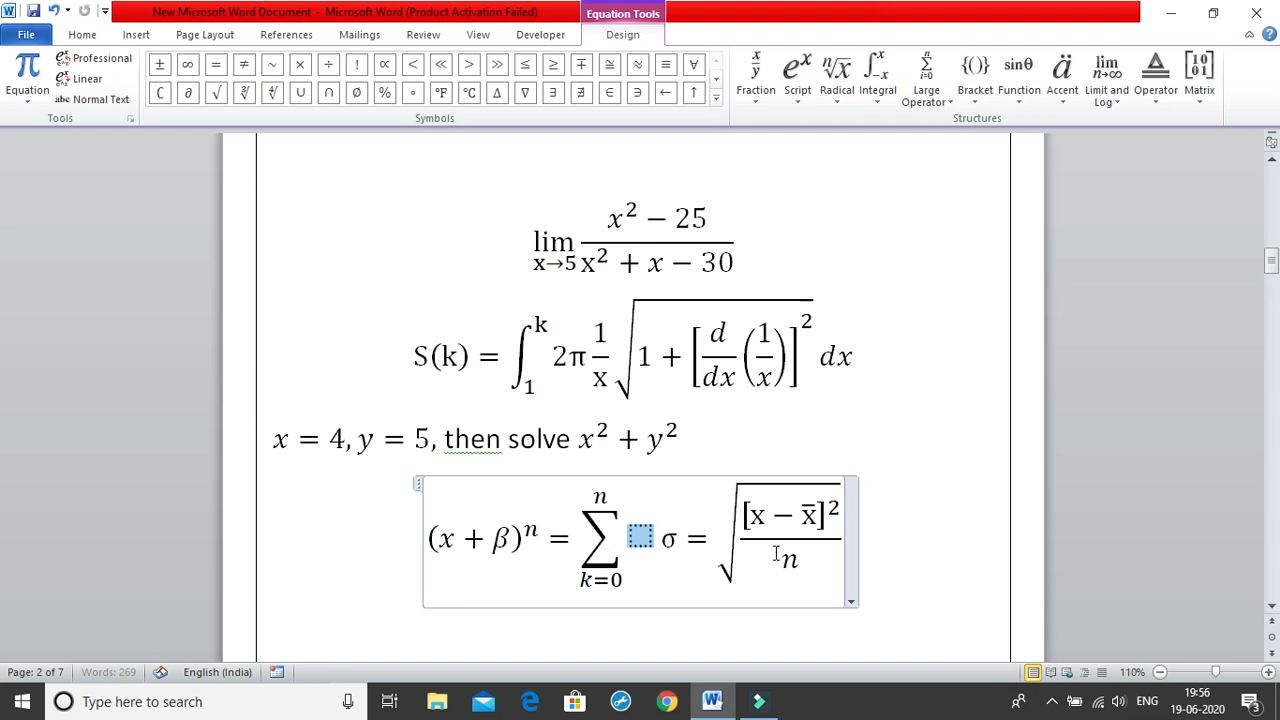 New Microsoft Word Document - Microsoft Word (Product Activation Failed)
Equation Tools
File Home Insert Page Layout References Mailings Review View Developer Design
π Equation
Professional
Linear
abc Normal Text
Tools
± ∞ = ≠ ~ × ÷ ! ∝ < ≪ > ≫ ≤ ≥ ∓ ≅ ≈ ≡ ∀
∁ ∂ √ ∛ ∜ ∪ ∩ ∅ % ° °F °C ∆ ∇ ∃ ∄ ∈ ∋ ← ↑
Symbols
Fraction Script Radical Integral Large Operator Bracket Function Accent Limit and Log Operator Matrix
Structures
lim x→5 (x² − 25)/(x² + x − 30)
S(k) = ∫₁ᵏ 2π 1/x √(1 + [d/dx (1/x)]²) dx
x = 4, y = 5, then solve x² + y²
(x + β)ⁿ = ∑ₖ₌₀ⁿ σ = √([x − x̄]²/n)
Page: 2 of 7 Words: 269 English (India) 110%
Type here to search
ENG 19:56
19-06-2020
3